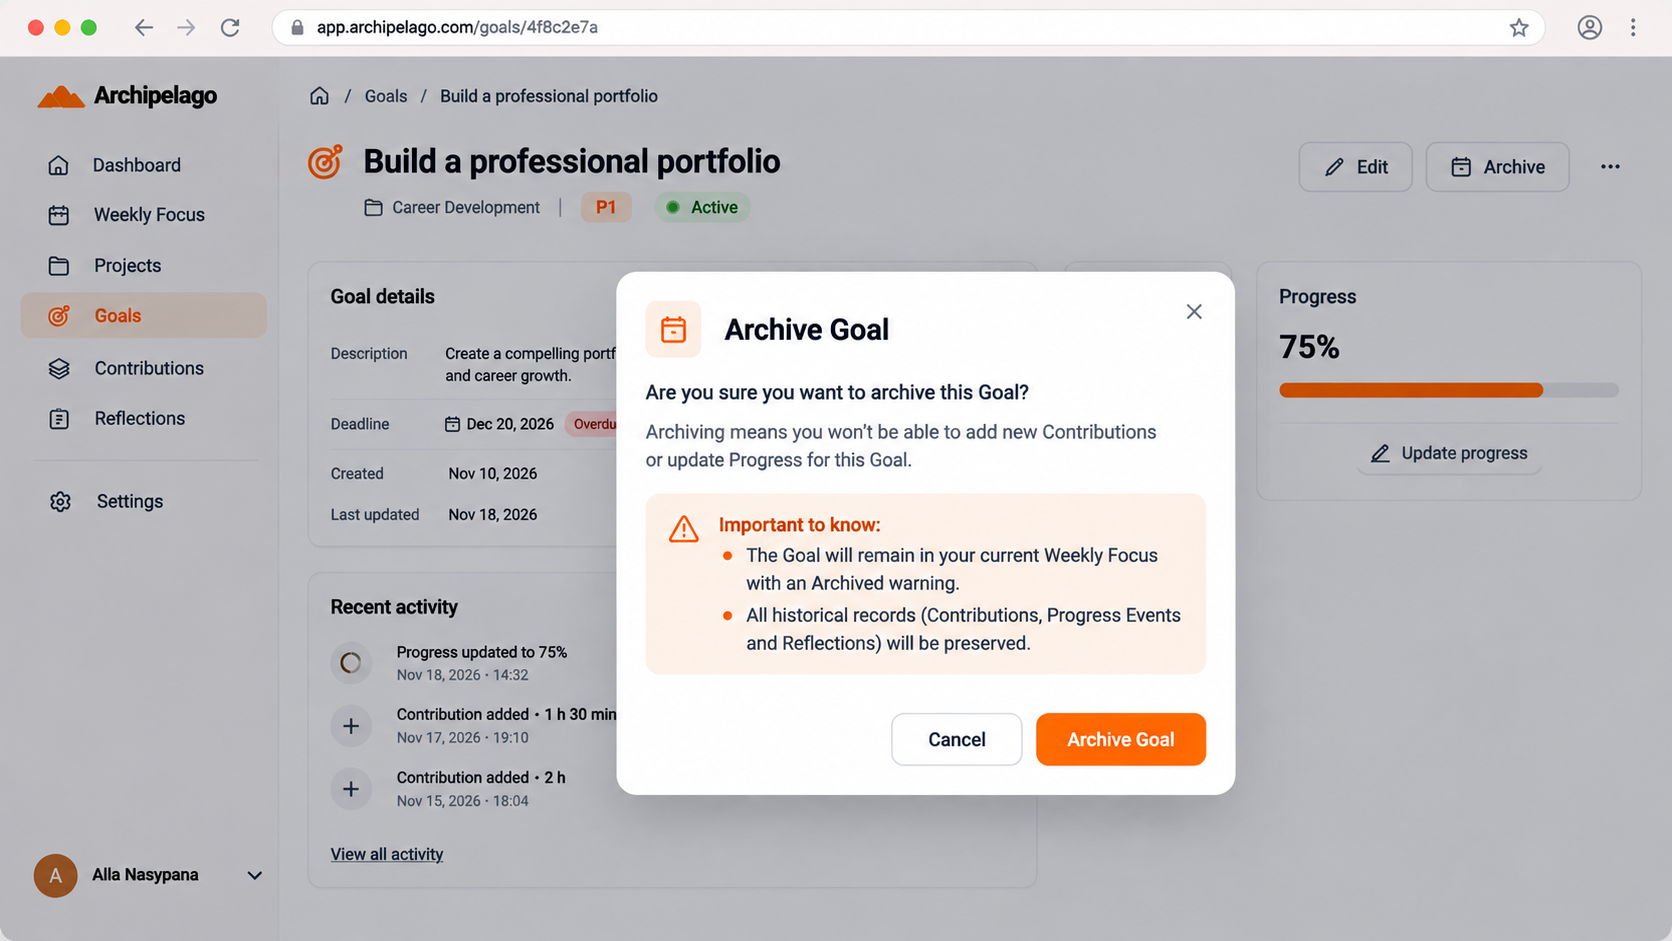 app.archipelago.com/goals/4f8c2e7a
Archipelago
Dashboard
Weekly Focus
Projects
Goals
Contributions
Reflections
Settings
A
Alla Nasypana
/ Goals / Build a professional portfolio
Build a professional portfolio
Career Development | P1 Active
Edit
Archive
Goal details
Description
Create a compelling portf
and career growth.
Deadline
Dec 20, 2026 Overdu
Created
Nov 10, 2026
Last updated
Nov 18, 2026
Recent activity
Progress updated to 75%
Nov 18, 2026 • 14:32
Contribution added • 1 h 30 min
Nov 17, 2026 • 19:10
Contribution added • 2 h
Nov 15, 2026 • 18:04
View all activity
Progress
75%
Update progress
Archive Goal
Are you sure you want to archive this Goal?
Archiving means you won’t be able to add new Contributions
or update Progress for this Goal.
Important to know:
• The Goal will remain in your current Weekly Focus
with an Archived warning.
• All historical records (Contributions, Progress Events
and Reflections) will be preserved.
Cancel
Archive Goal